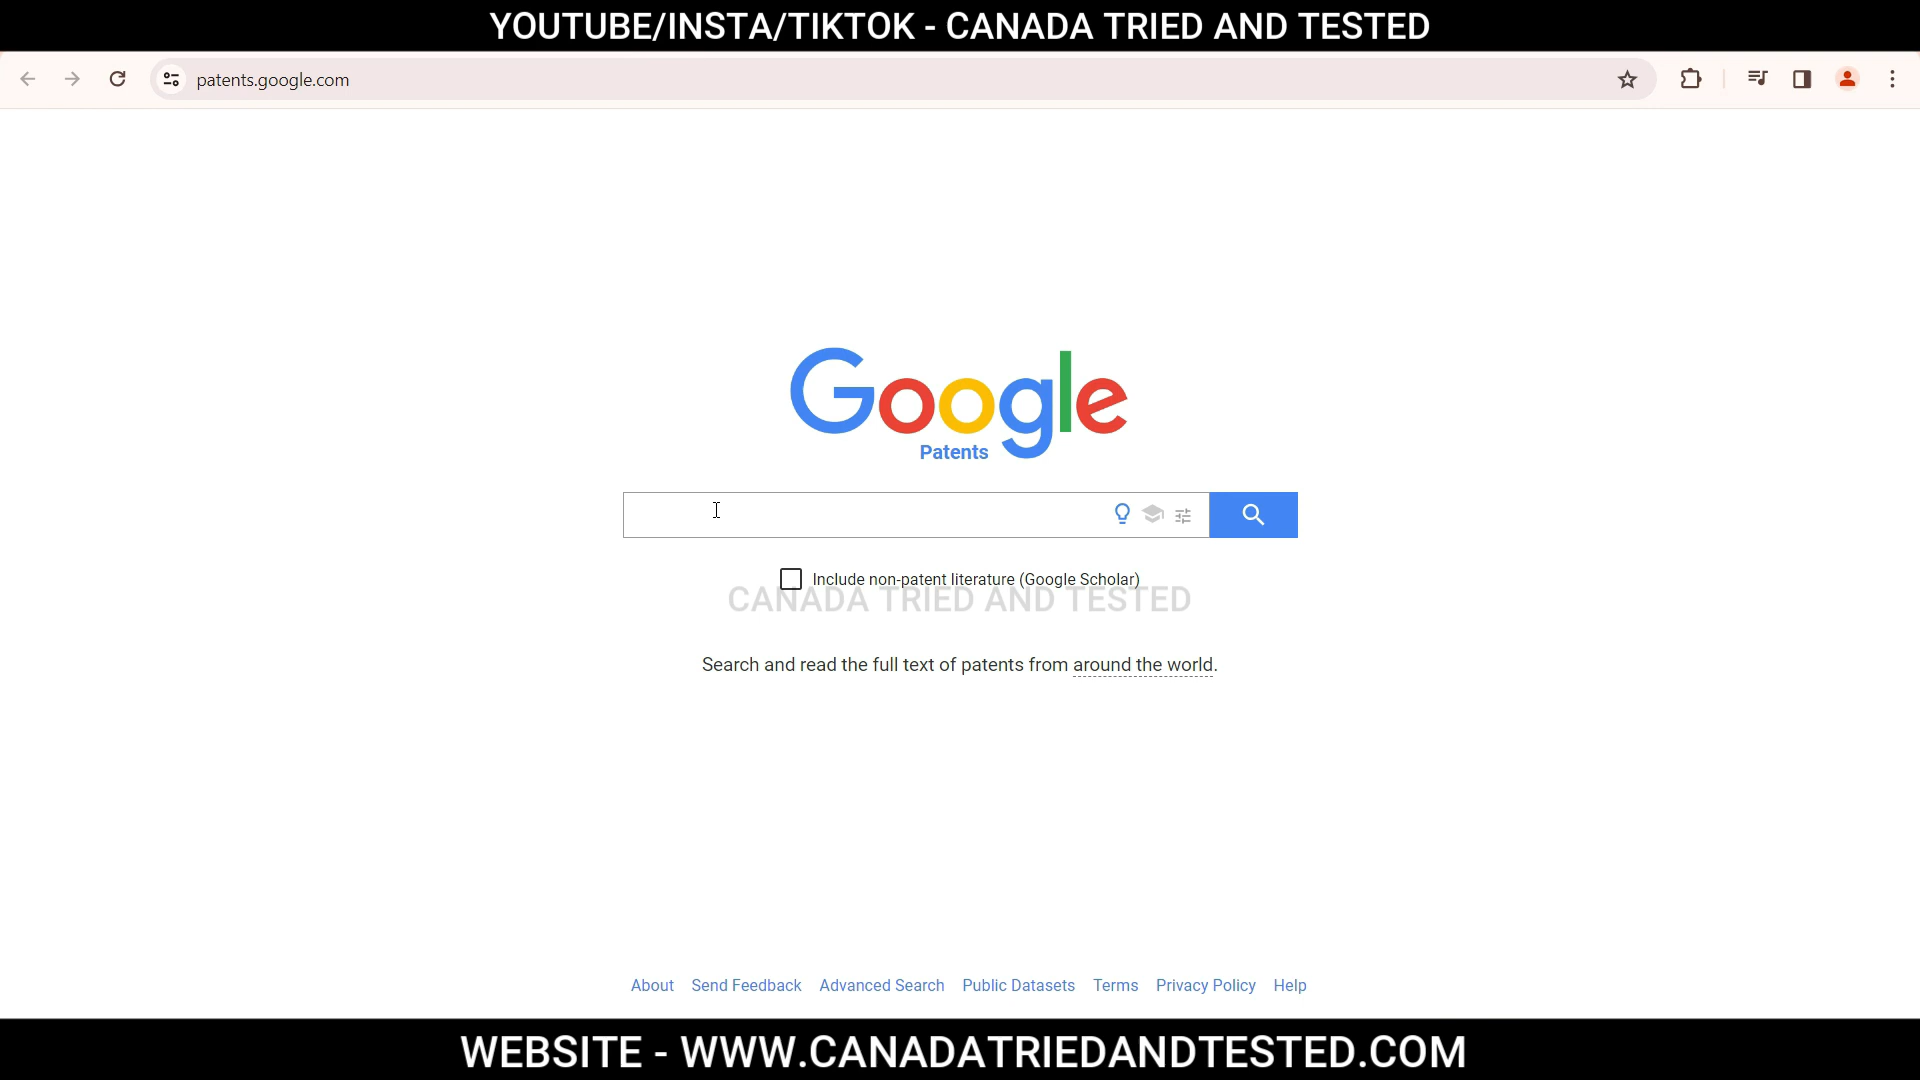 YOUTUBE/INSTA/TIKTOK - CANADA TRIED AND TESTED
patents.google.com
Google
Patents
Include non-patent literature (Google Scholar)
CANADA TRIED AND TESTED
Search and read the full text of patents from around the world.
About Send Feedback Advanced Search Public Datasets Terms Privacy Policy Help
WEBSITE - WWW.CANADATRIEDANDTESTED.COM